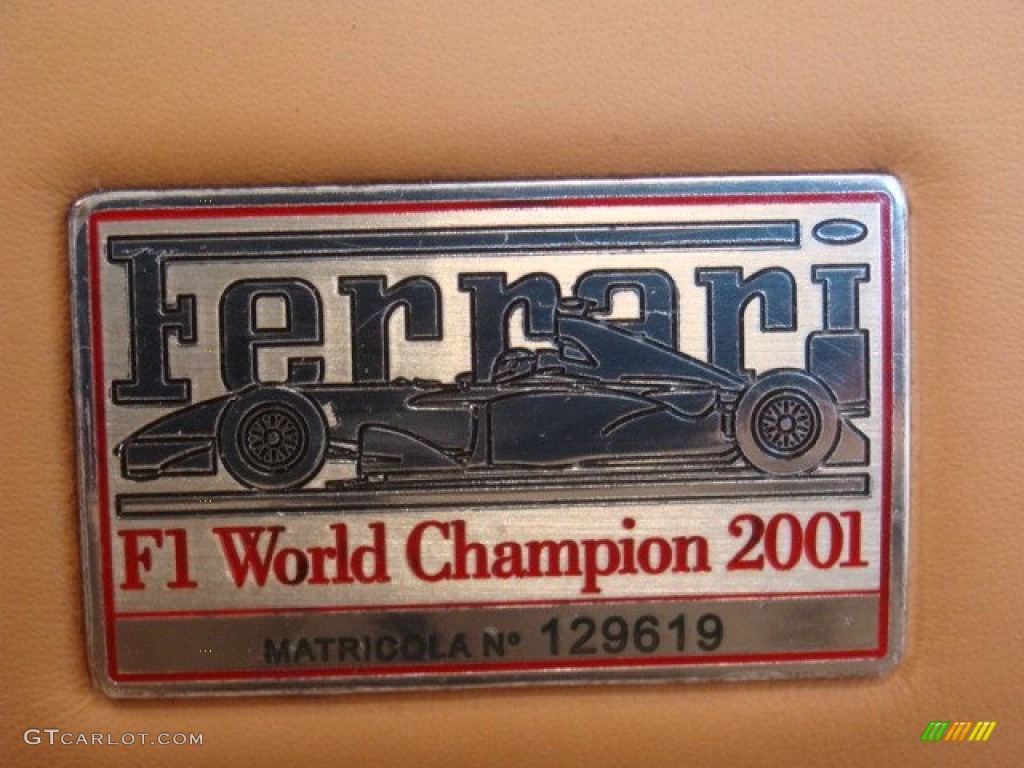 Ferrari
F1 World Champion 2001
MATRICOLA Nº 129619
GTCARLOT.COM